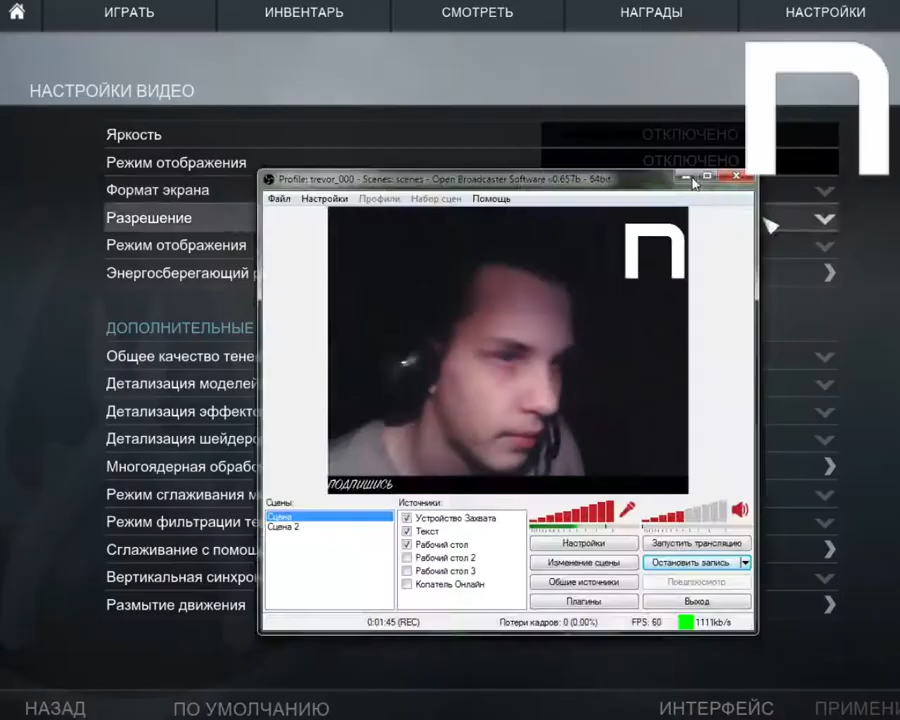 ИГРАТЬ
ИНВЕНТАРЬ
СМОТРЕТЬ
НАГРАДЫ
НАСТРОЙКИ
n
НАСТРОЙКИ ВИДЕО
Яркость
ОТКЛЮЧЕНО
Режим отображения
ОТКЛЮЧЕНО
Формат экрана
Разрешение
Режим отображения
Энергосберегающий
ДОПОЛНИТЕЛЬНЫЕ
Общее качество тене
Детализация моделей
Детализация эффекто
Детализация шейдеро
Многоядерная обрабо
Режим сглаживания м
Режим фильтрации те
Сглаживание с помощ
Вертикальная синхро
Размытие движения
Profile: trevor_000 - Scenes: scenes - Open Broadcaster Software v0.657b - 64bit
Файл
Настройки
Профили
Набор сцен
Помощь
n
ПОДПИШИСЬ
Сцены:
Сцена
Сцена 2
Источники:
Устройство Захвата
Текст
Рабочий стол
Рабочий стол 2
Рабочий стол 3
Копатель Онлайн
Настройки
Запустить трансляцию
Изменение сцены
Остановить запись
Общие источники
Предпросмотр
Плагины
Выход
0:01:45 (REC)
Потери кадров: 0 (0.00%)
FPS: 60
1111kb/s
НАЗАД
ПО УМОЛЧАНИЮ
ИНТЕРФЕЙС
ПРИМЕНИ